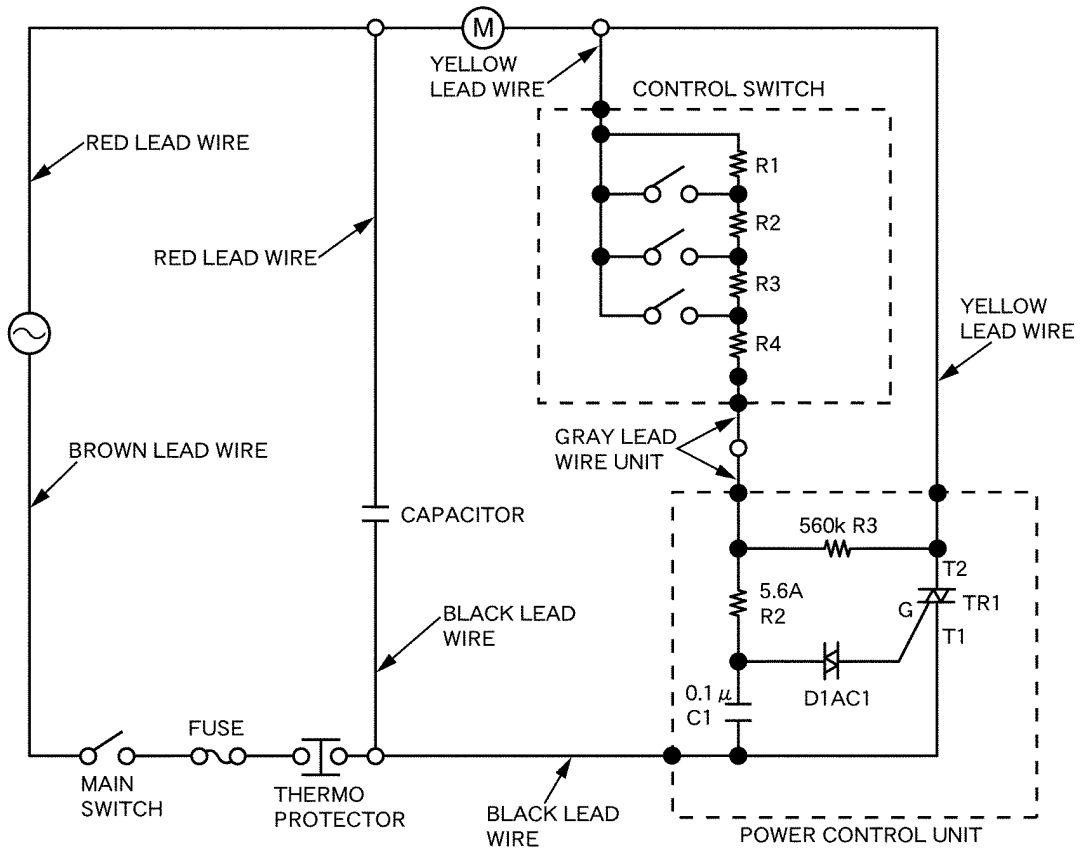 M
YELLOW
LEAD WIRE
CONTROL SWITCH
RED LEAD WIRE
R1
R2
RED LEAD WIRE
R3
YELLOW
LEAD WIRE
R4
GRAY LEAD
WIRE UNIT
BROWN LEAD WIRE
CAPACITOR
560k R3
T2
5.6A
R2
G
TR1
T1
BLACK LEAD
WIRE
D1AC1
0.1 μ
C1
FUSE
MAIN
SWITCH
THERMO
PROTECTOR
BLACK LEAD
WIRE
POWER CONTROL UNIT